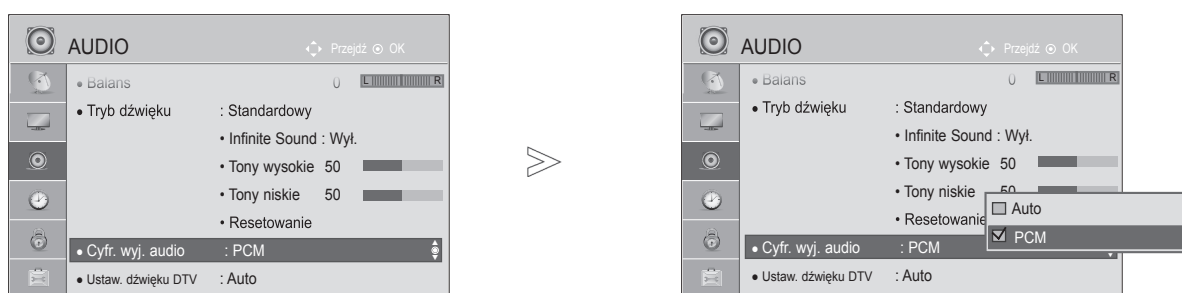 AUDIO
Przejdź OK
• Balans 0 L R
• Tryb dźwięku : Standardowy
• Infinite Sound : Wył.
• Tony wysokie 50
• Tony niskie 50
• Resetowanie
• Cyfr. wyj. audio : PCM
• Ustaw. dźwięku DTV : Auto
AUDIO
Przejdź OK
• Balans 0 L R
• Tryb dźwięku : Standardowy
• Infinite Sound : Wył.
• Tony wysokie 50
• Tony niskie 50
• Resetowanie
Auto
PCM
• Cyfr. wyj. audio : PCM
• Ustaw. dźwięku DTV : Auto